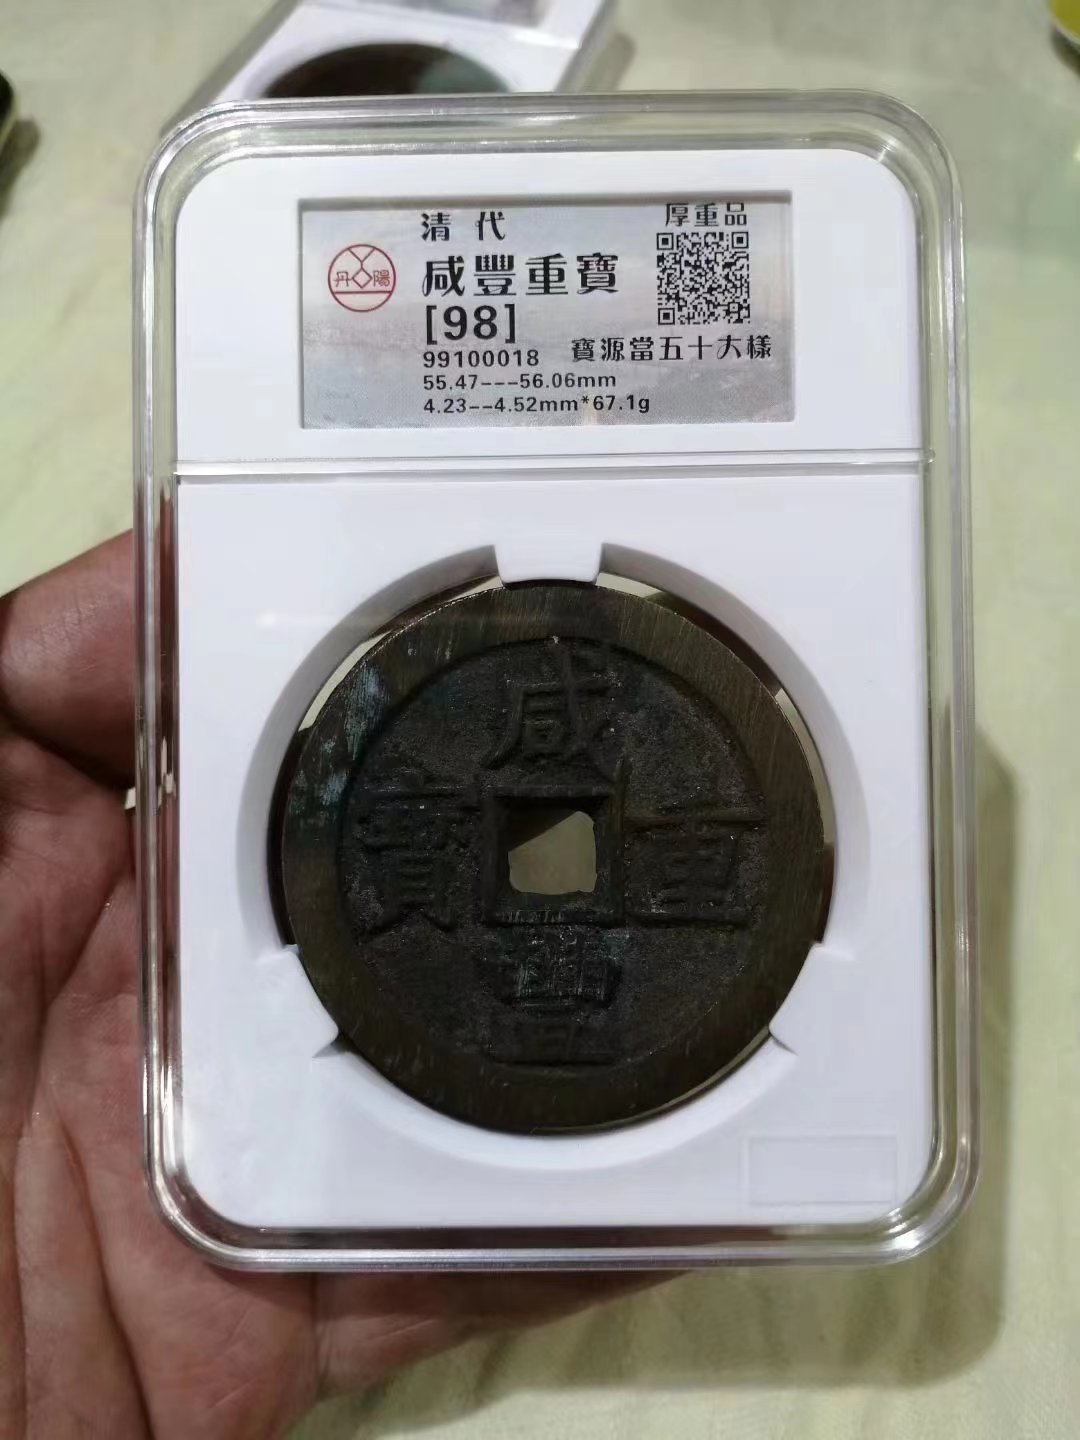 清代
厚重品
丹陽
咸豐重寶
[98]
99100018
寶源當五十大樣
55.47---56.06mm
4.23--4.52mm*67.1g
咸
寶 重
豐